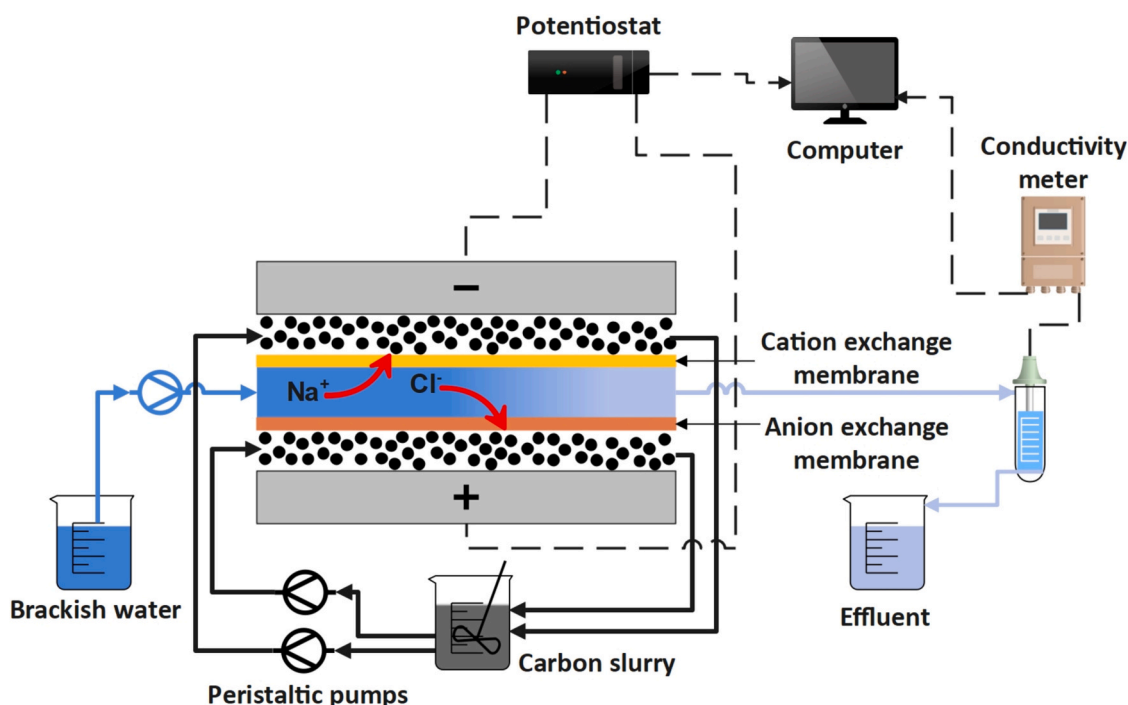 Potentiostat
Computer
Conductivity
meter
−
Cation exchange
membrane
Na⁺
Cl⁻
Anion exchange
membrane
+
Brackish water
Effluent
Carbon slurry
Peristaltic pumps